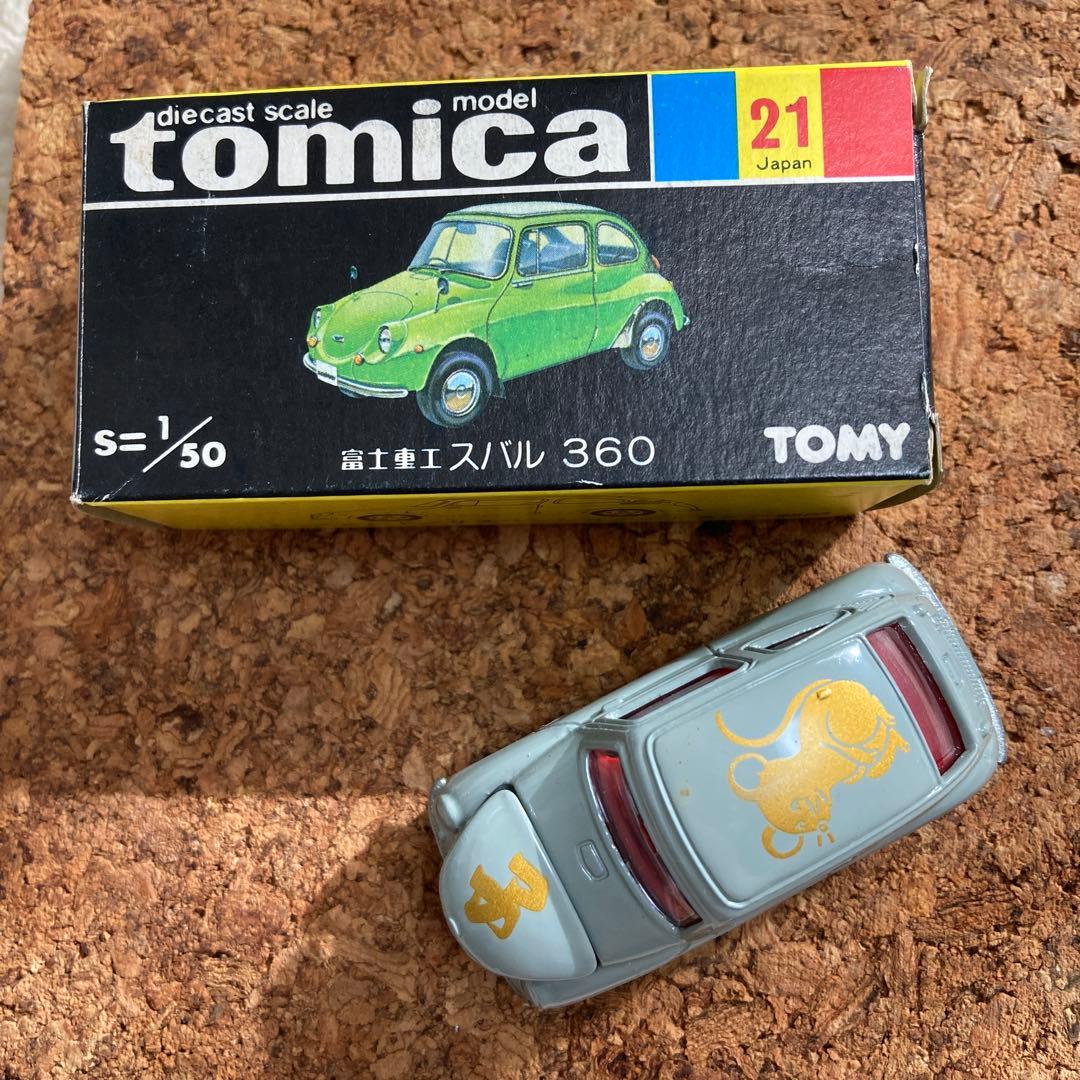 diecast scale model
tomica
21
Japan
S=1/50
富士重工 スバル 360
TOMY